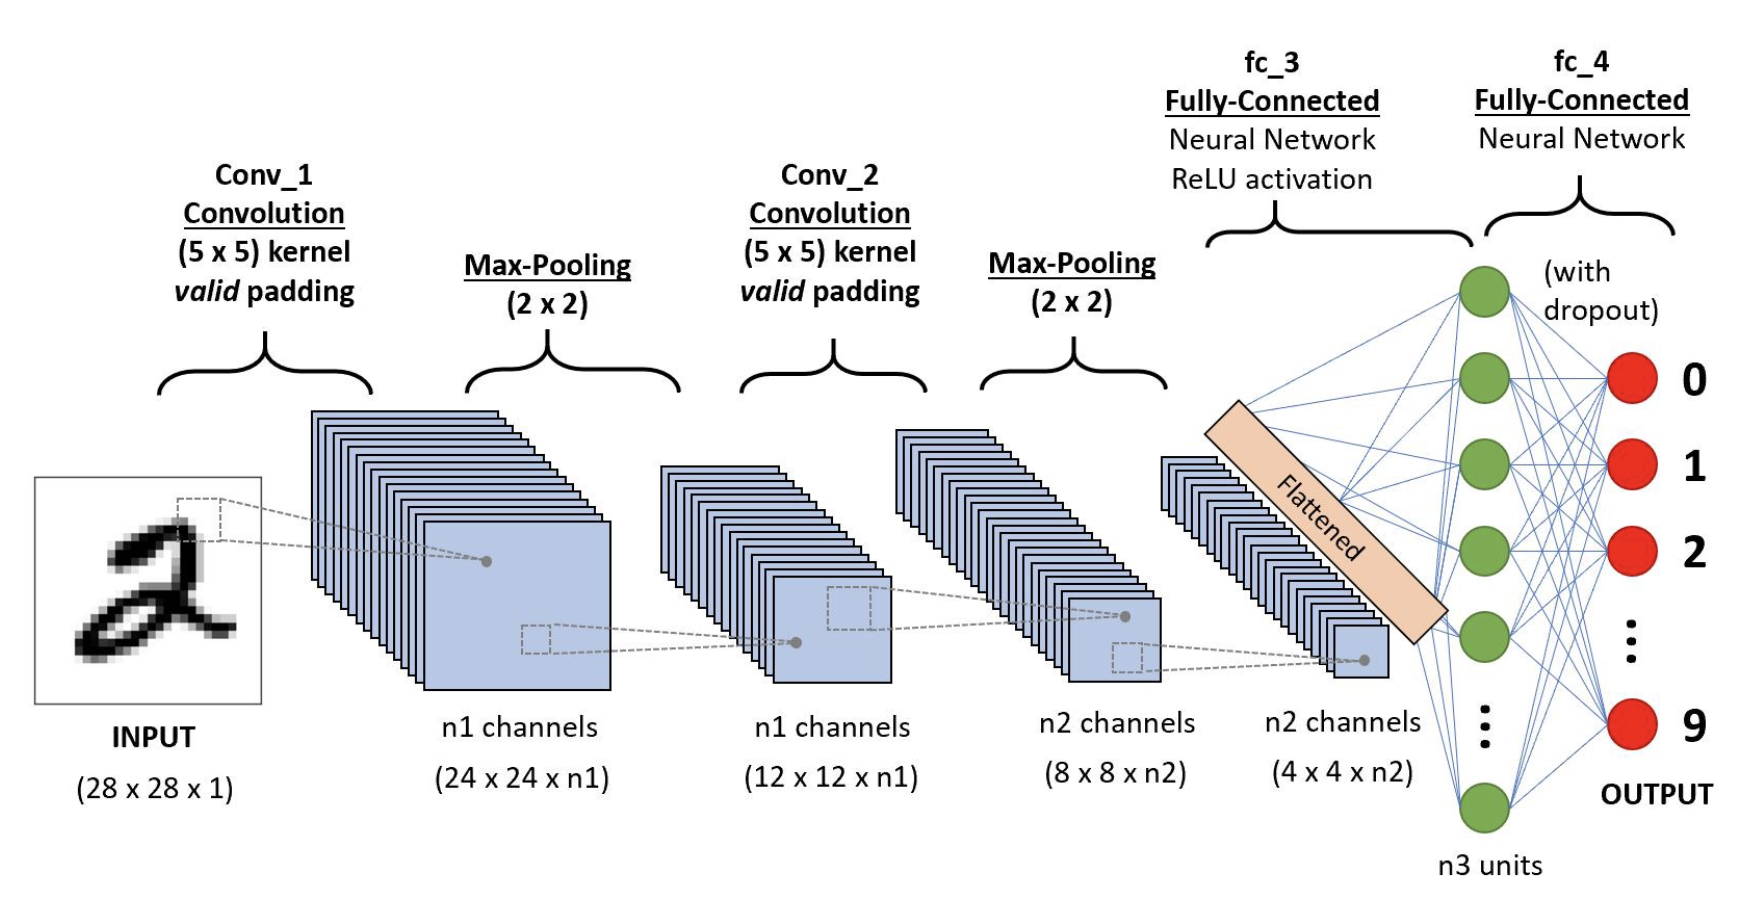 fc_3
Fully-Connected
Neural Network
ReLU activation
fc_4
Fully-Connected
Neural Network
Conv_1
Convolution
(5 x 5) kernel
valid padding
Max-Pooling
(2 x 2)
Conv_2
Convolution
(5 x 5) kernel
valid padding
Max-Pooling
(2 x 2)
(with
dropout)
Flattened
0
1
2
9
INPUT
(28 x 28 x 1)
n1 channels
(24 x 24 x n1)
n1 channels
(12 x 12 x n1)
n2 channels
(8 x 8 x n2)
n2 channels
(4 x 4 x n2)
OUTPUT
n3 units
2